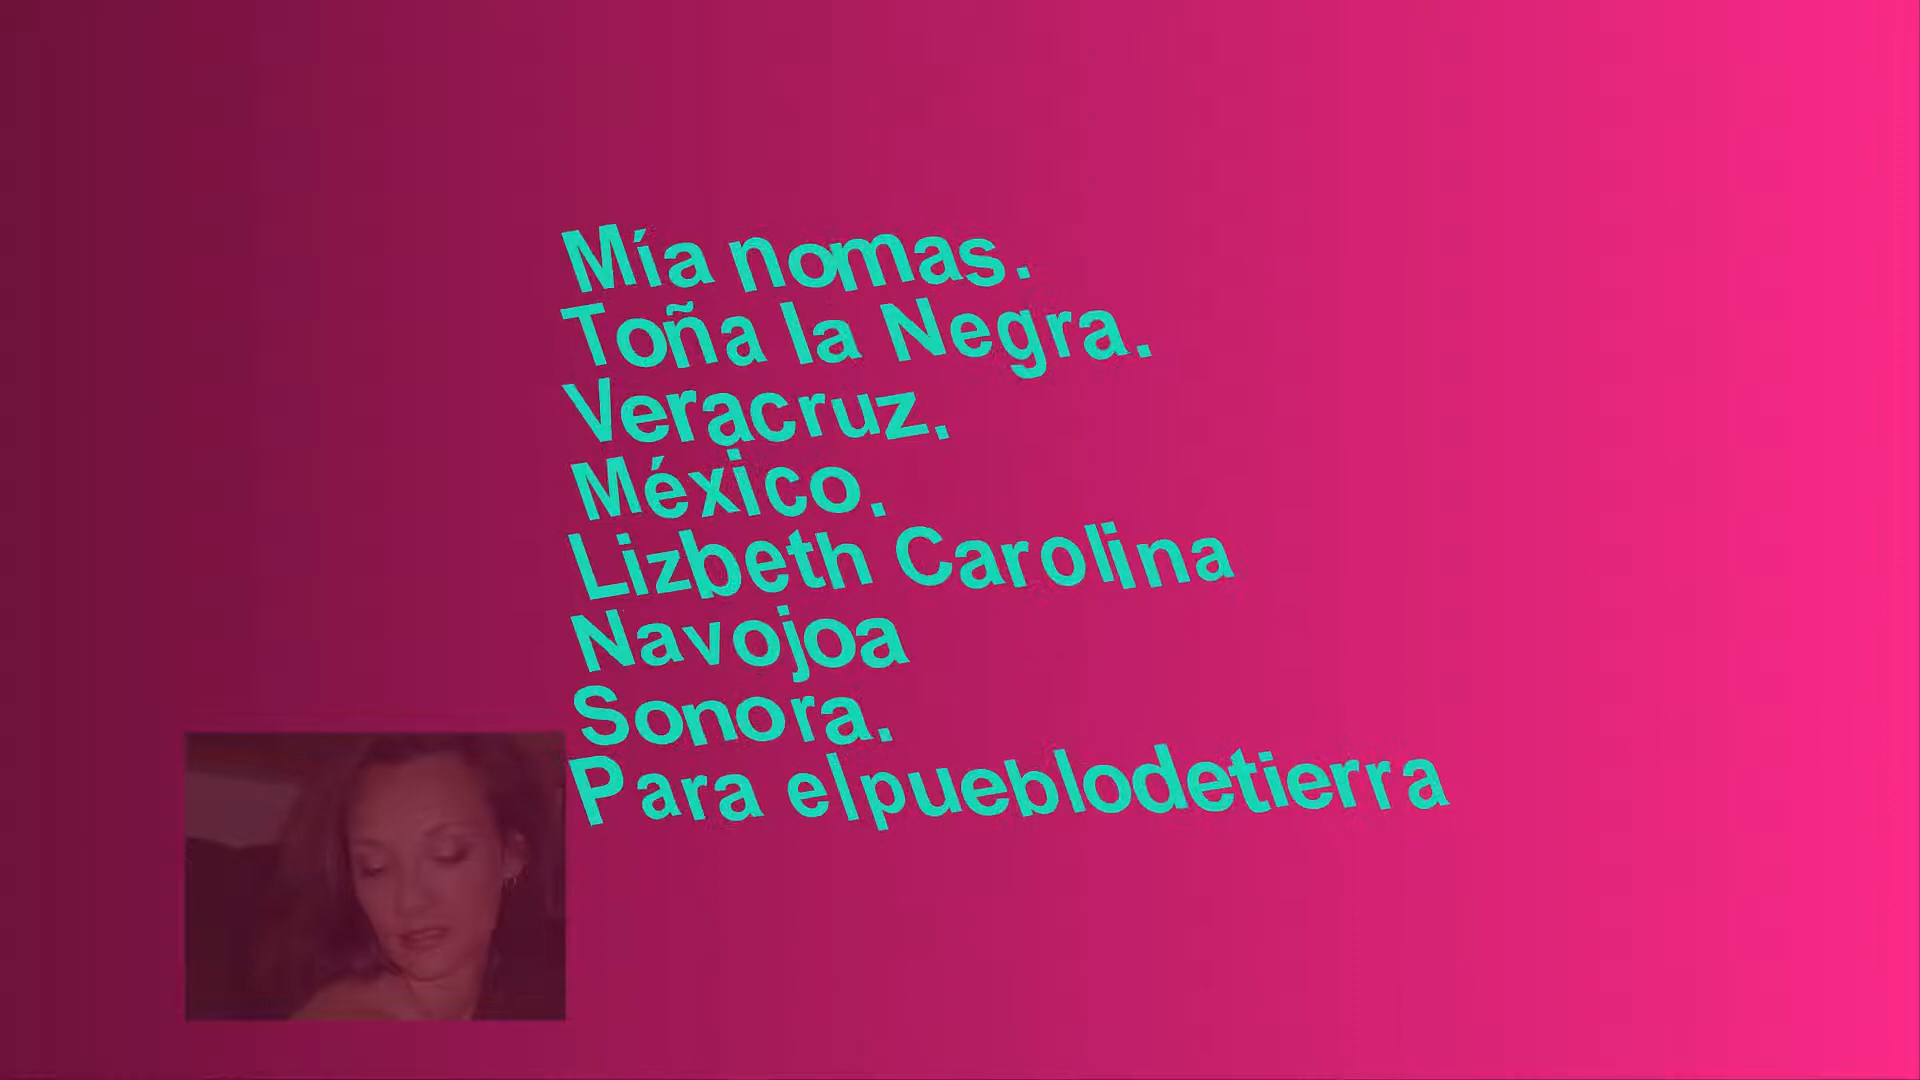 Mía nomas.
Toña la Negra.
Veracruz.
México.
Lizbeth Carolina
Navojoa
Sonora.
Para elpueblodetierra